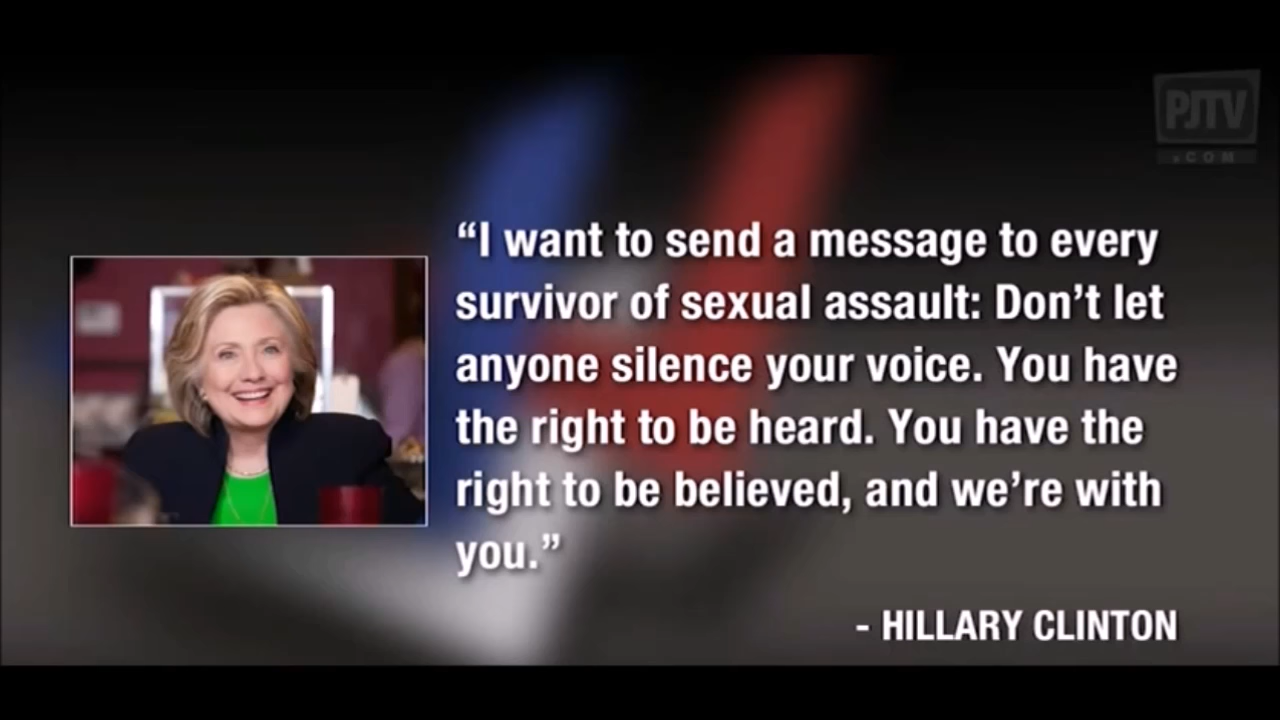 PJTV
.COM
“I want to send a message to every
survivor of sexual assault: Don’t let
anyone silence your voice. You have
the right to be heard. You have the
right to be believed, and we’re with
you.”
- HILLARY CLINTON